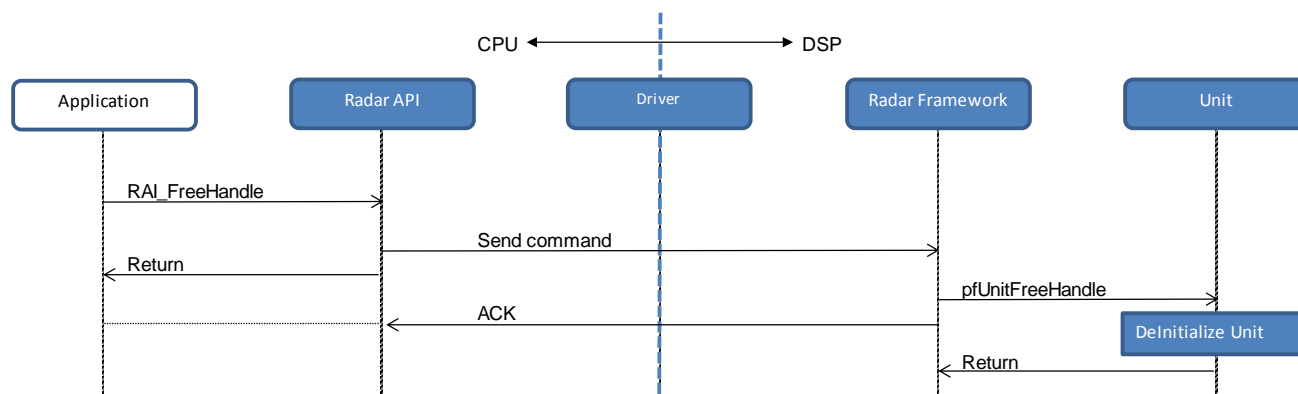 CPU
DSP
Application
Radar API
Driver
Radar Framework
Unit
RAI_FreeHandle
Send command
Return
pfUnitFreeHandle
ACK
DeInitialize Unit
Return